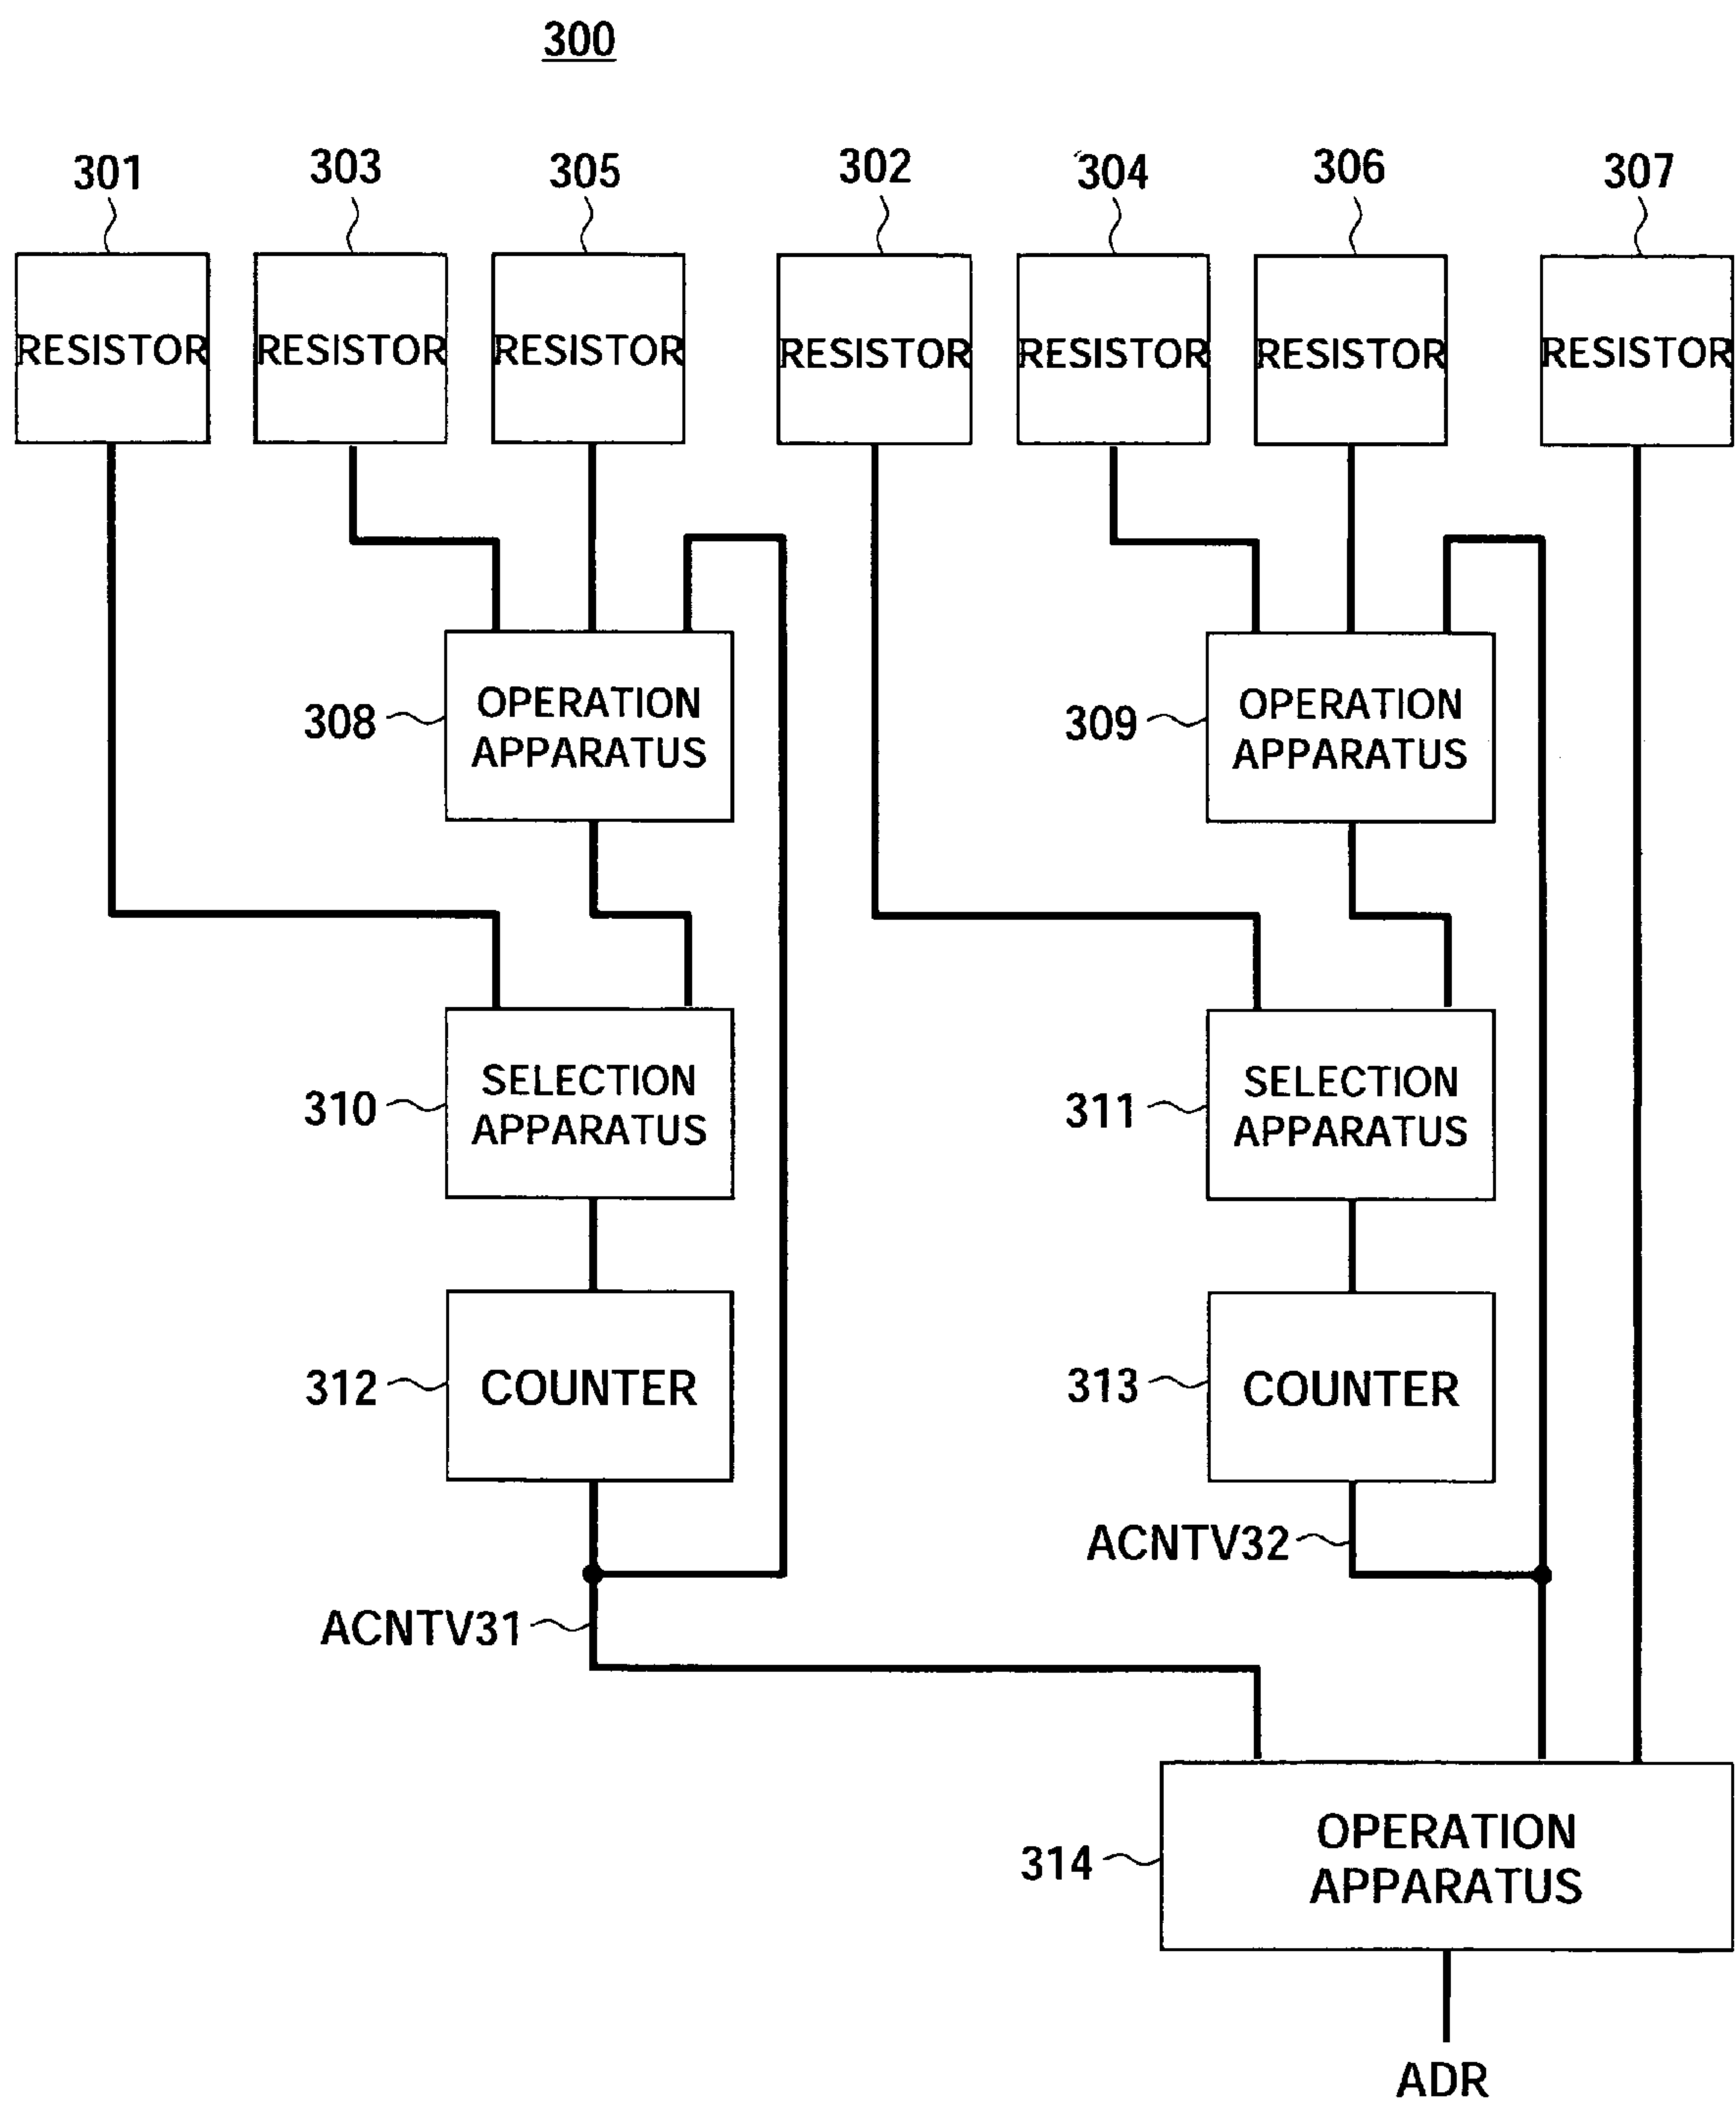 300
301
303
305
302
304
306
307
RESISTOR
RESISTOR
RESISTOR
RESISTOR
RESISTOR
RESISTOR
RESISTOR
308
OPERATION
APPARATUS
309
OPERATION
APPARATUS
310
SELECTION
APPARATUS
311
SELECTION
APPARATUS
312
COUNTER
313
COUNTER
ACNTV32
ACNTV31
314
OPERATION
APPARATUS
ADR